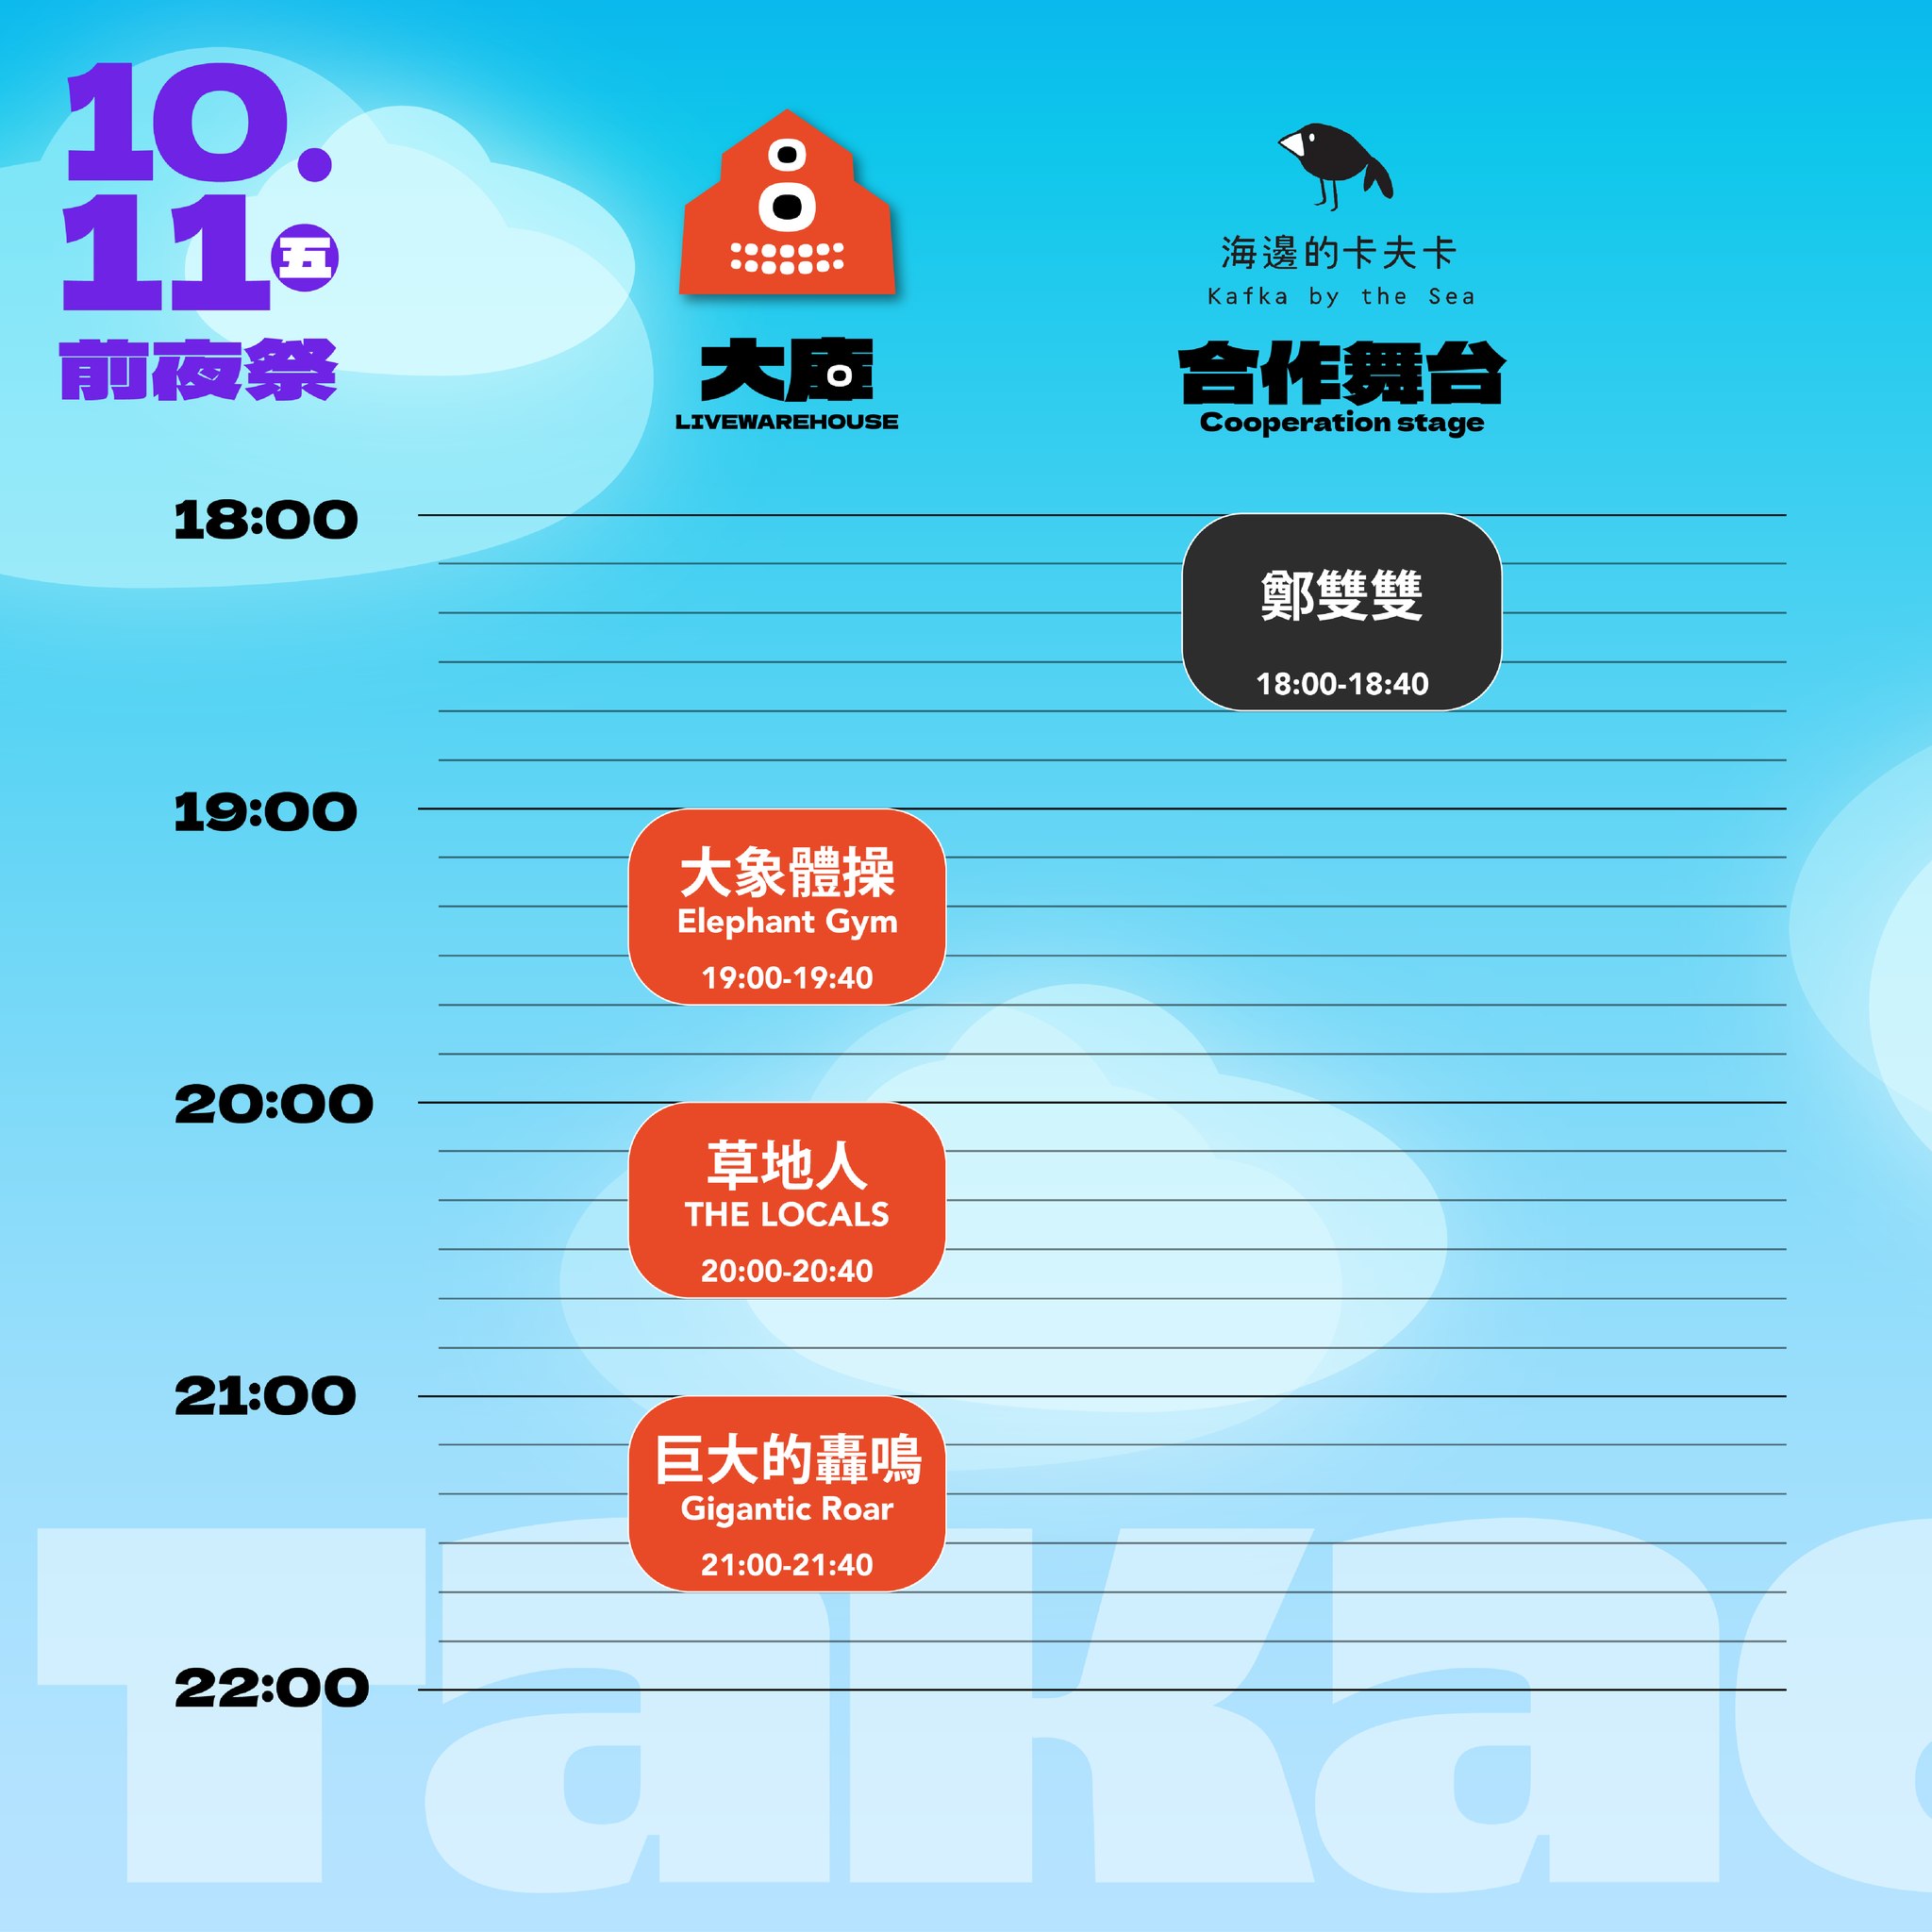 10.
11五
前夜祭
大庫
LIVEWAREHOUSE
海邊的卡夫卡
Kafka by the Sea
合作舞台
Cooperation stage
18:00
鄭雙雙
18:00-18:40
19:00
大象體操
Elephant Gym
19:00-19:40
20:00
草地人
THE LOCALS
20:00-20:40
21:00
巨大的轟鳴
Gigantic Roar
21:00-21:40
22:00
Takao